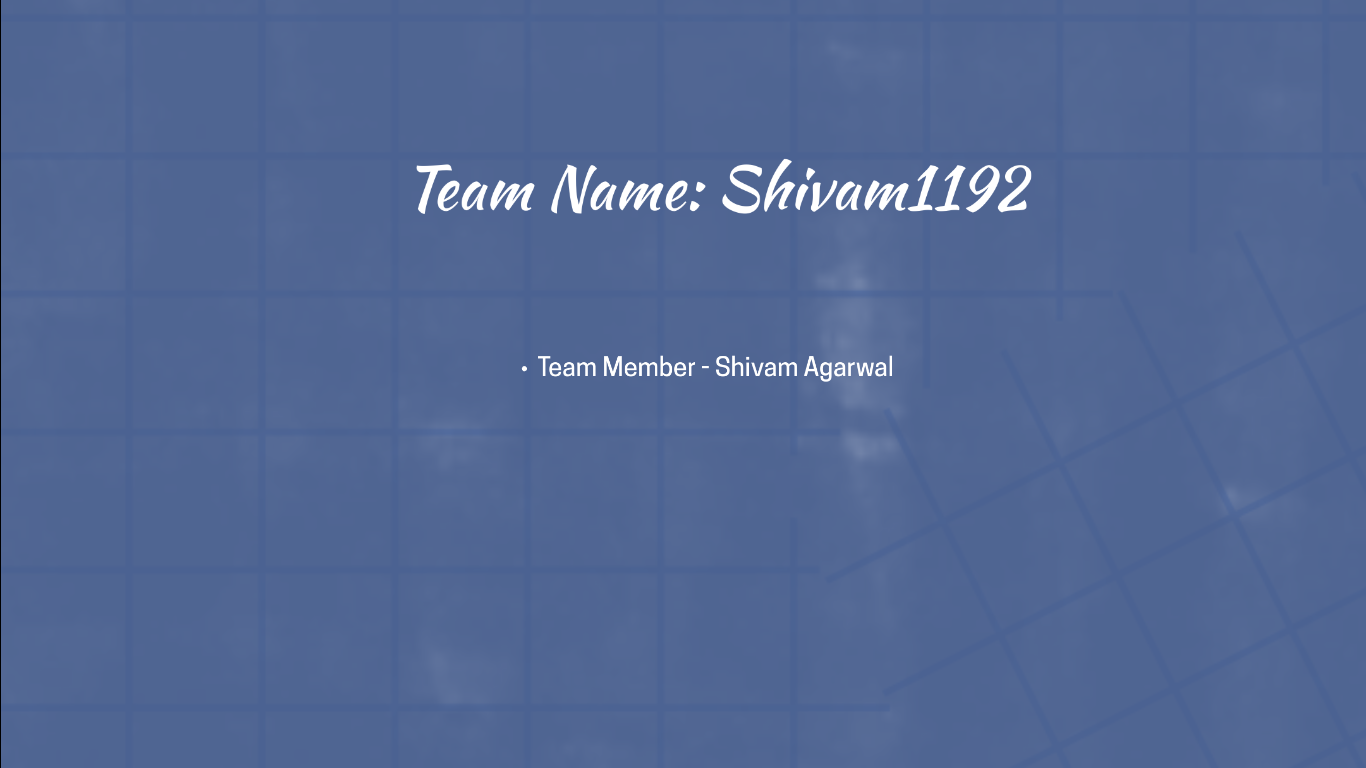 Team Name: Shivam1192
• Team Member - Shivam Agarwal